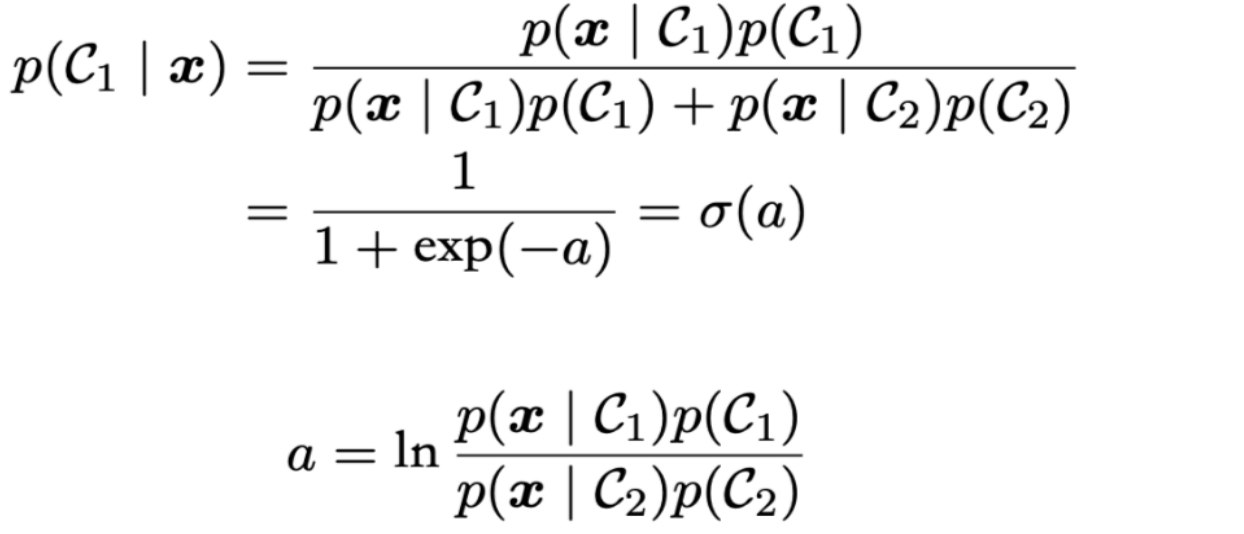 p(𝒞₁ | 𝒙) = p(𝒙 | 𝒞₁)p(𝒞₁) / (p(𝒙 | 𝒞₁)p(𝒞₁) + p(𝒙 | 𝒞₂)p(𝒞₂))
= 1 / (1 + exp(−a)) = σ(a)
a = ln p(𝒙 | 𝒞₁)p(𝒞₁) / p(𝒙 | 𝒞₂)p(𝒞₂)